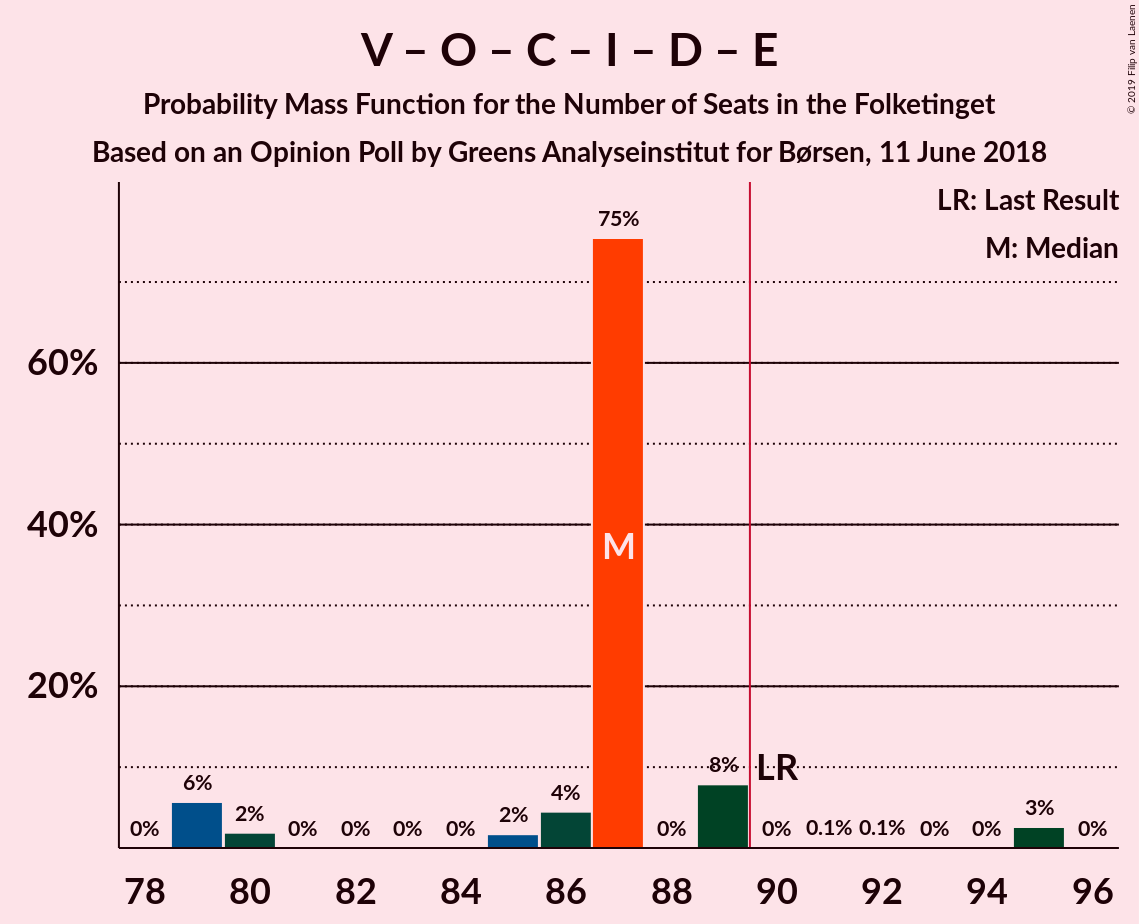 V – O – C – I – D – E
Probability Mass Function for the Number of Seats in the Folketinget
Based on an Opinion Poll by Greens Analyseinstitut for Børsen, 11 June 2018
© 2019 Filip van Laenen
LR: Last Result
M: Median
60%
40%
20%
0%
6%
2%
0%
0%
0%
0%
2%
4%
75%
M
0%
8%
LR
0%
0.1%
0.1%
0%
0%
3%
0%
78 80 82 84 86 88 90 92 94 96